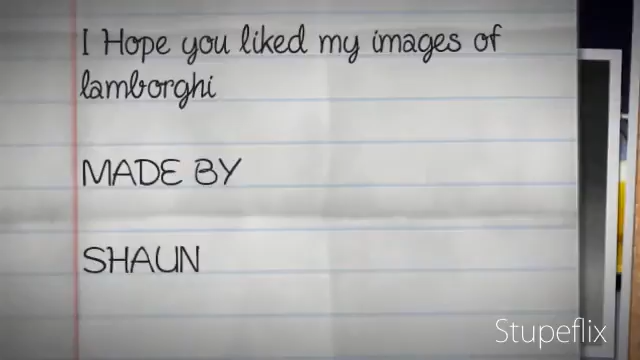 I Hope you liked my images of
lamborghi
MADE BY
SHAUN
Stupeflix